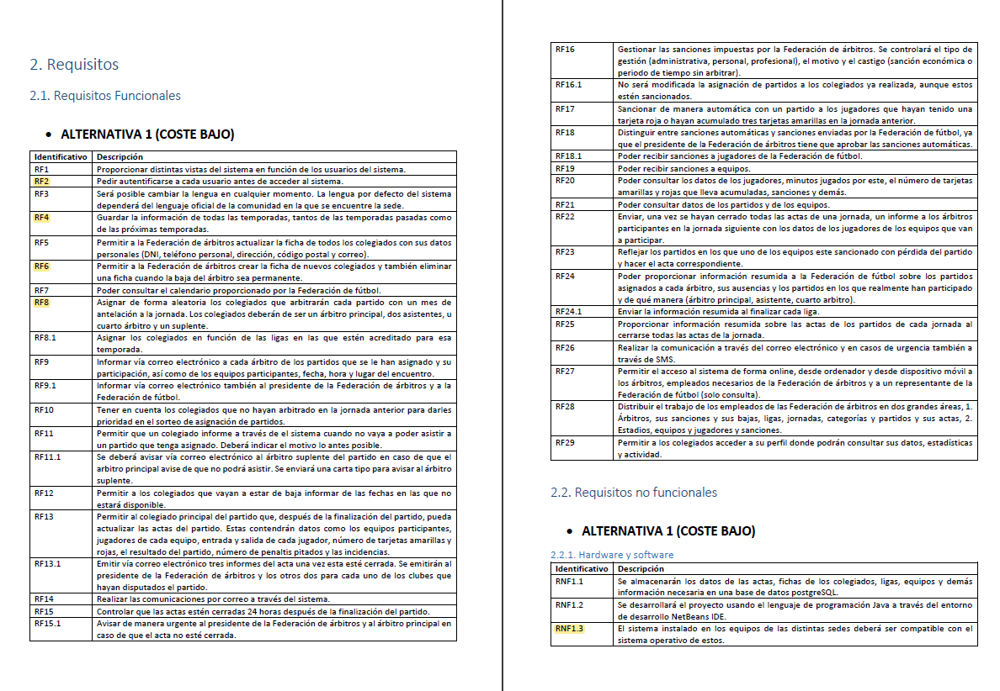 2. Requisitos
2.1. Requisitos Funcionales
• ALTERNATIVA 1 (COSTE BAJO)
Identificativo Descripción
RF1 Proporcionar distintas vistas del sistema en función de los usuarios del sistema.
RF2 Pedir autentificarse a cada usuario antes de acceder al sistema.
RF3 Será posible cambiar la lengua en cualquier momento. La lengua por defecto del sistema
dependerá del lenguaje oficial de la comunidad en la que se encuentre la sede.
RF4 Guardar la información de todas las temporadas, tantos de las temporadas pasadas como
de las próximas temporadas.
RF5 Permitir a la Federación de árbitros actualizar la ficha de todos los colegiados con sus datos
personales (DNI, teléfono personal, dirección, código postal y correo).
RF6 Permitir a la Federación de árbitros crear la ficha de nuevos colegiados y también eliminar
una ficha cuando la baja del árbitro sea permanente.
RF7 Poder consultar el calendario proporcionado por la Federación de fútbol.
RF8 Asignar de forma aleatoria los colegiados que arbitrarán cada partido con un mes de
antelación a la jornada. Los colegiados deberán de ser un árbitro principal, dos asistentes, u
cuarto árbitro y un suplente.
RF8.1 Asignar los colegiados en función de las ligas en las que estén acreditado para esa
temporada.
RF9 Informar vía correo electrónico a cada árbitro de los partidos que se le han asignado y su
participación, así como de los equipos participantes, fecha, hora y lugar del encuentro.
RF9.1 Informar vía correo electrónico también al presidente de la Federación de árbitros y a la
Federación de fútbol.
RF10 Tener en cuenta los colegiados que no hayan arbitrado en la jornada anterior para darles
prioridad en el sorteo de asignación de partidos.
RF11 Permitir que un colegiado informe a través de el sistema cuando no vaya a poder asistir a
un partido que tenga asignado. Deberá indicar el motivo lo antes posible.
RF11.1 Se deberá avisar vía correo electrónico al árbitro suplente del partido en caso de que el
arbitro principal avise de que no podrá asistir. Se enviará una carta tipo para avisar al árbitro
suplente.
RF12 Permitir a los colegiados que vayan a estar de baja informar de las fechas en las que no
estará disponible.
RF13 Permitir al colegiado principal del partido que, después de la finalización del partido, pueda
actualizar las actas del partido. Estas contendrán datos como los equipos participantes,
jugadores de cada equipo, entrada y salida de cada jugador, número de tarjetas amarillas y
rojas, el resultado del partido, número de penaltis pitados y las incidencias.
RF13.1 Emitir vía correo electrónico tres informes del acta una vez esta esté cerrada. Se emitirán al
presidente de la Federación de árbitros y los otros dos para cada uno de los clubes que
hayan disputados el partido.
RF14 Realizar las comunicaciones por correo a través del sistema.
RF15 Controlar que las actas estén cerradas 24 horas después de la finalización del partido.
RF15.1 Avisar de manera urgente al presidente de la Federación de árbitros y al árbitro principal en
caso de que el acta no esté cerrada.
RF16 Gestionar las sanciones impuestas por la Federación de árbitros. Se controlará el tipo de
gestión (administrativa, personal, profesional), el motivo y el castigo (sanción económica o
periodo de tiempo sin arbitrar).
RF16.1 No será modificada la asignación de partidos a los colegiados ya realizada, aunque estos
estén sancionados.
RF17 Sancionar de manera automática con un partido a los jugadores que hayan tenido una
tarjeta roja o hayan acumulado tres tarjetas amarillas en la jornada anterior.
RF18 Distinguir entre sanciones automáticas y sanciones enviadas por la Federación de fútbol, ya
que el presidente de la Federación de árbitros tiene que aprobar las sanciones automáticas.
RF18.1 Poder recibir sanciones a jugadores de la Federación de fútbol.
RF19 Poder recibir sanciones a equipos.
RF20 Poder consultar los datos de los jugadores, minutos jugados por este, el número de tarjetas
amarillas y rojas que lleva acumuladas, sanciones y demás.
RF21 Poder consultar datos de los partidos y de los equipos.
RF22 Enviar, una vez se hayan cerrado todas las actas de una jornada, un informe a los árbitros
participantes en la jornada siguiente con los datos de los jugadores de los equipos que van
a participar.
RF23 Reflejar los partidos en los que uno de los equipos este sancionado con pérdida del partido
y hacer el acta correspondiente.
RF24 Poder proporcionar información resumida a la Federación de fútbol sobre los partidos
asignados a cada árbitro, sus ausencias y los partidos en los que realmente han participado
y de qué manera (árbitro principal, asistente, cuarto arbitro).
RF24.1 Enviar la información resumida al finalizar cada liga.
RF25 Proporcionar información resumida sobre las actas de los partidos de cada jornada al
cerrarse todas las actas de la jornada.
RF26 Realizar la comunicación a través del correo electrónico y en casos de urgencia también a
través de SMS.
RF27 Permitir el acceso al sistema de forma online, desde ordenador y desde dispositivo móvil a
los árbitros, empleados necesarios de la Federación de árbitros y a un representante de la
Federación de fútbol (solo consulta).
RF28 Distribuir el trabajo de los empleados de las Federación de árbitros en dos grandes áreas, 1.
Árbitros, sus sanciones y sus bajas, ligas, jornadas, categorías y partidos y sus actas, 2.
Estadios, equipos y jugadores y sanciones.
RF29 Permitir a los colegiados acceder a su perfil donde podrán consultar sus datos, estadísticas
y actividad.
2.2. Requisitos no funcionales
• ALTERNATIVA 1 (COSTE BAJO)
2.2.1. Hardware y software
Identificativo Descripción
RNF1.1 Se almacenarán los datos de las actas, fichas de los colegiados, ligas, equipos y demás
información necesaria en una base de datos postgreSQL.
RNF1.2 Se desarrollará el proyecto usando el lenguaje de programación Java a través del entorno
de desarrollo NetBeans IDE.
RNF1.3 El sistema instalado en los equipos de las distintas sedes deberá ser compatible con el
sistema operativo de estos.